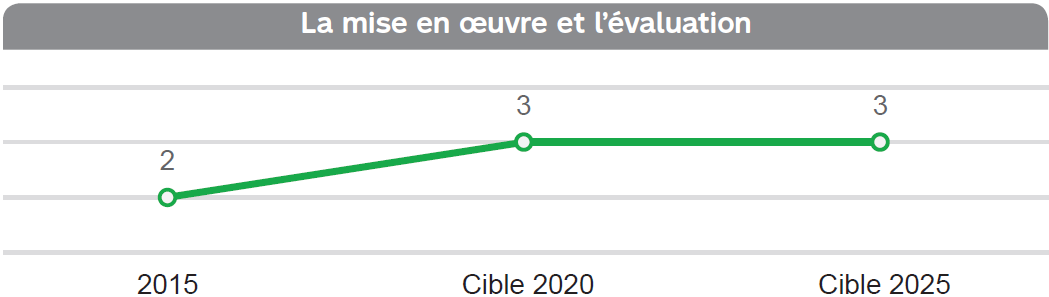 La mise en œuvre et l’évaluation
3 3
2
2015 Cible 2020 Cible 2025